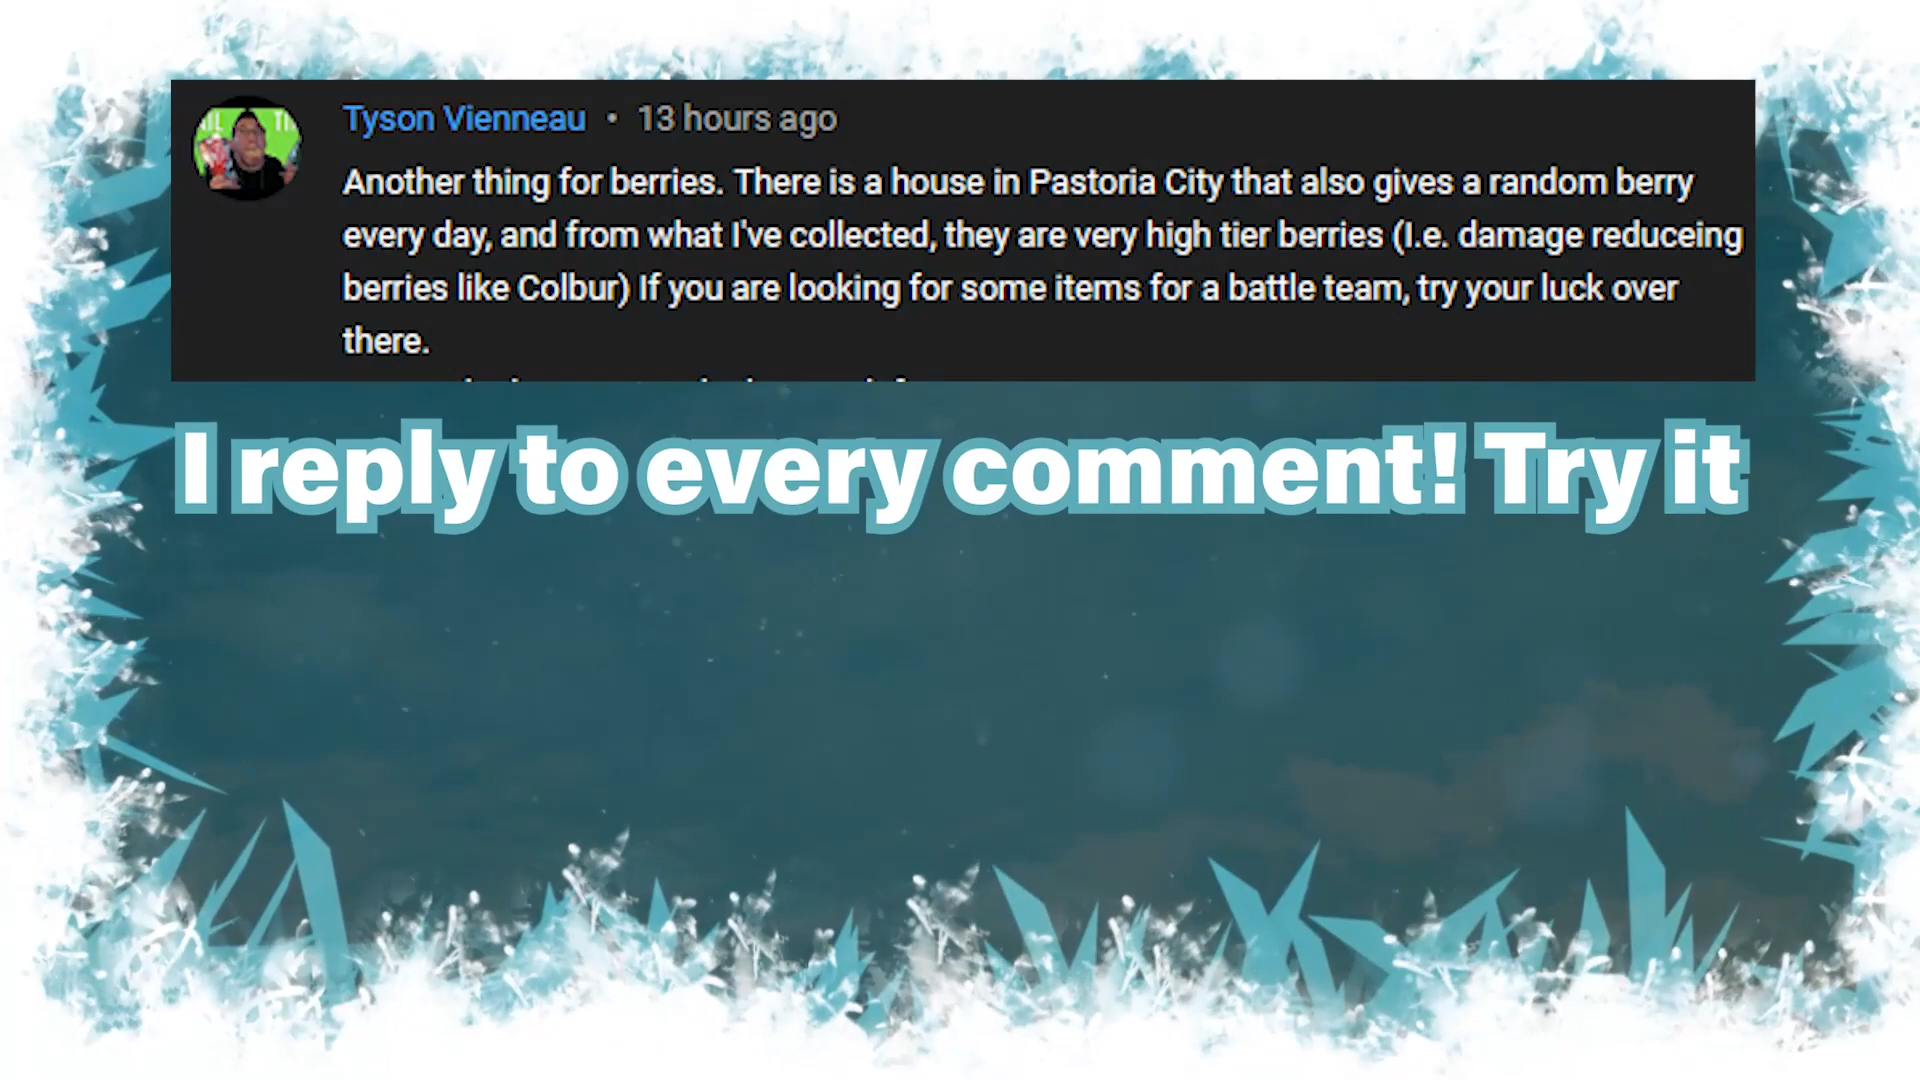 Tyson Vienneau • 13 hours ago
Another thing for berries. There is a house in Pastoria City that also gives a random berry
every day, and from what I've collected, they are very high tier berries (I.e. damage reduceing
berries like Colbur) If you are looking for some items for a battle team, try your luck over
there.
I reply to every comment! Try it